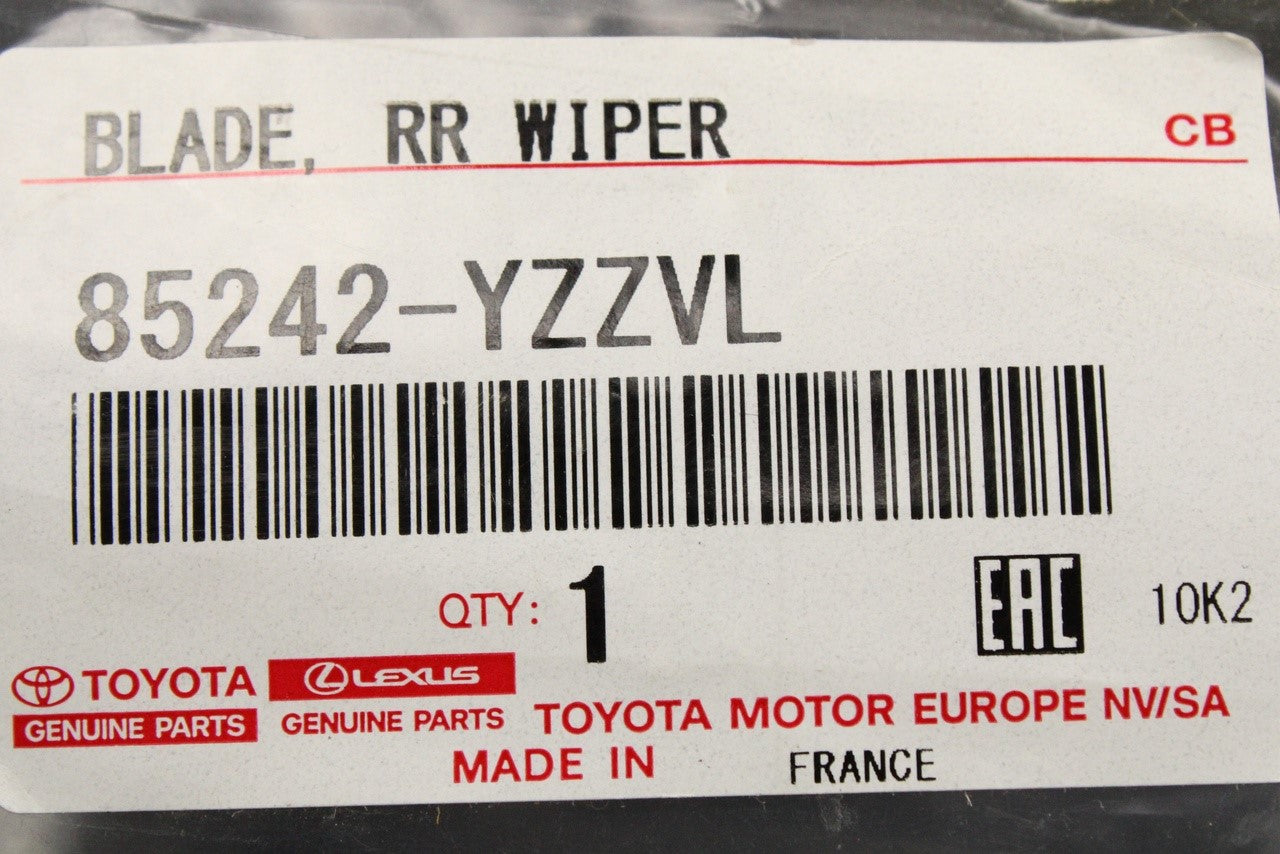 BLADE, RR WIPER
CB
85242-YZZVL
QTY: 1
EAC
10K2
TOYOTA
GENUINE PARTS
LEXUS
GENUINE PARTS
TOYOTA MOTOR EUROPE NV/SA
MADE IN FRANCE